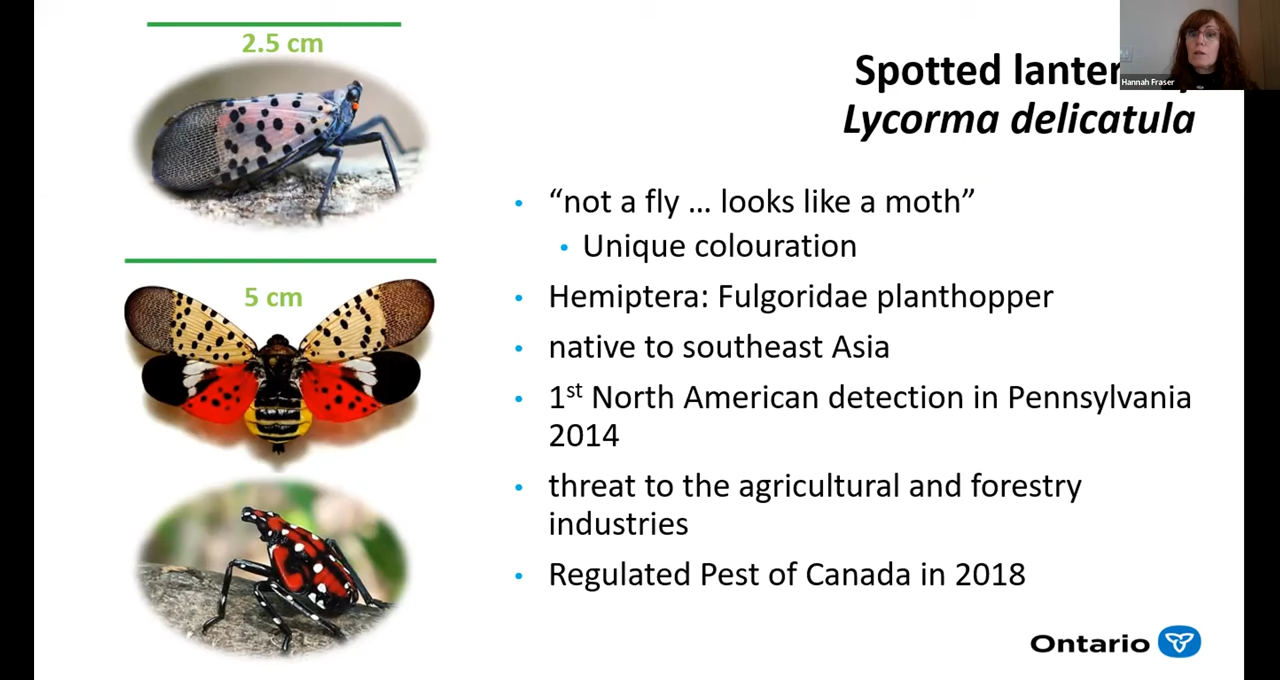 2.5 cm
5 cm
Hannah Fraser
Spotted lanter
Lycorma delicatula
• “not a fly … looks like a moth”
• Unique colouration
• Hemiptera: Fulgoridae planthopper
• native to southeast Asia
• 1st North American detection in Pennsylvania
2014
• threat to the agricultural and forestry
industries
• Regulated Pest of Canada in 2018
Ontario